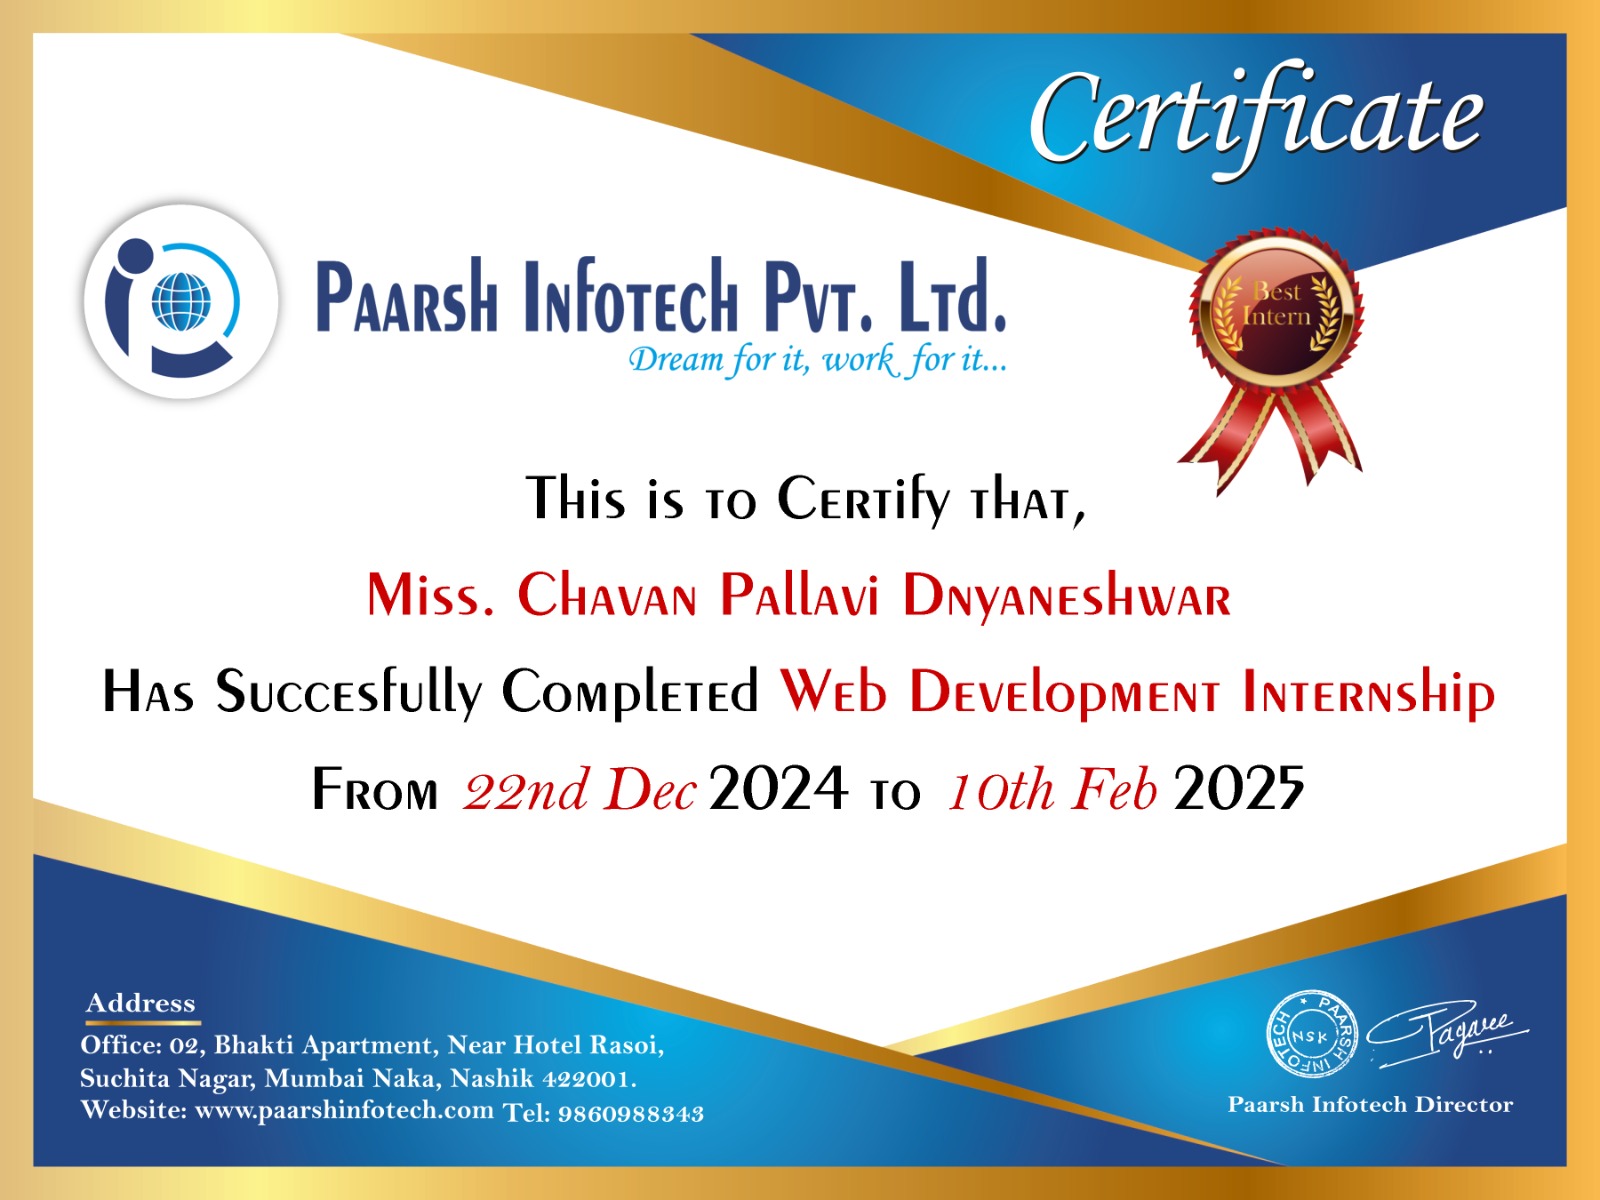 Certificate
Paarsh Infotech Pvt. Ltd.
Dream for it, work for it...
Best
Intern
This is to Certify that,
Miss. Chavan Pallavi Dnyaneshwar
Has Succesfully Completed Web Development Internship
From 22nd Dec 2024 to 10th Feb 2025
Address
Office: 02, Bhakti Apartment, Near Hotel Rasoi,
Suchita Nagar, Mumbai Naka, Nashik 422001.
Website: www.paarshinfotech.com Tel: 9860988343
PAARSH INFOTECH
NSK
Pagaree
Paarsh Infotech Director